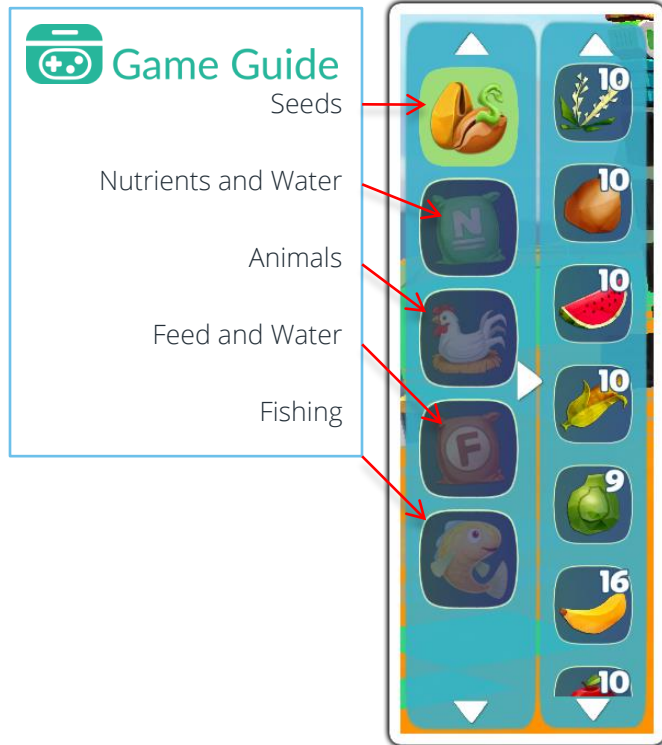 Game Guide
Seeds
Nutrients and Water
Animals
Feed and Water
Fishing
N
F
10
10
10
10
9
16
10